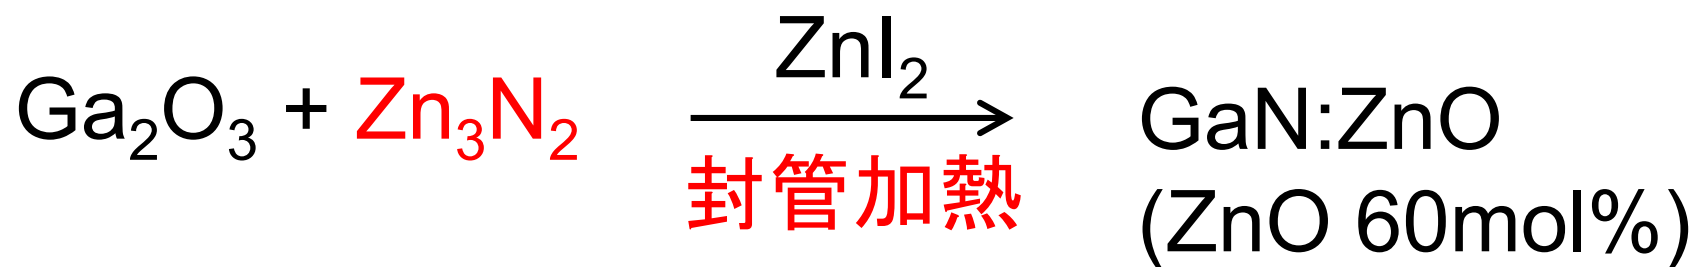 Ga₂O₃ + Zn₃N₂
ZnI₂
封管加熱
GaN:ZnO
(ZnO 60mol%)